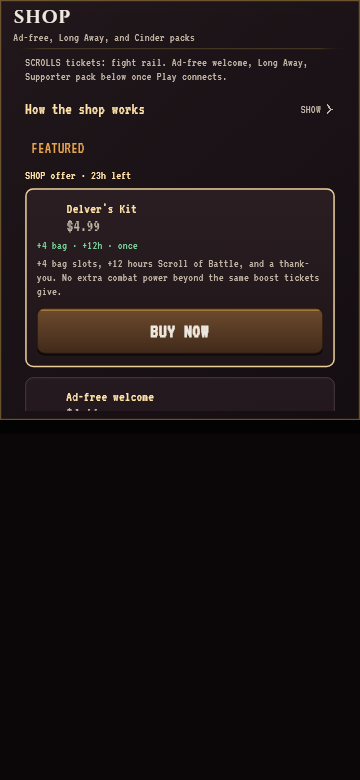 SHOP
Ad-free, Long Away, and Cinder packs
SCROLLS tickets: fight rail. Ad-free welcome, Long Away,
Supporter pack below once Play connects.
How the shop works
SHOW
FEATURED
SHOP offer · 23h left
Delver's Kit
$4.99
+4 bag · +12h · once
+4 bag slots, +12 hours Scroll of Battle, and a thank-
you. No extra combat power beyond the same boost tickets
give.
BUY NOW
Ad-free welcome